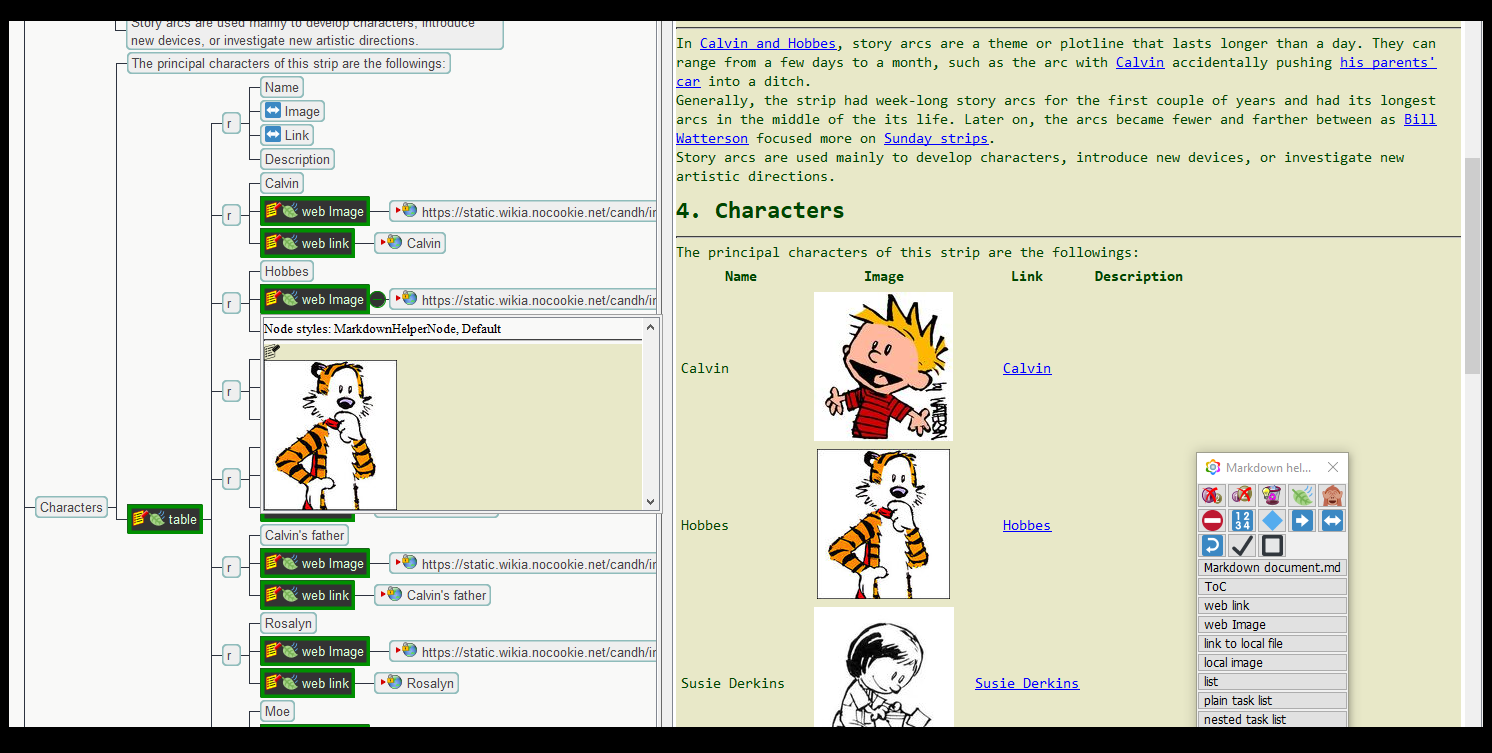 Story arcs are used mainly to develop characters, introduce
new devices, or investigate new artistic directions.
The principal characters of this strip are the followings:
Name
r
Image
Link
Description
Calvin
r
web Image
https://static.wikia.nocookie.net/candh/ir
web link
Calvin
Hobbes
r
web Image
https://static.wikia.nocookie.net/candh/ir
Node styles: MarkdownHelperNode, Default
r
r
Characters
table
Calvin's father
r
web Image
https://static.wikia.nocookie.net/candh/ir
web link
Calvin's father
Rosalyn
r
web Image
https://static.wikia.nocookie.net/candh/ir
web link
Rosalyn
Moe
In Calvin and Hobbes, story arcs are a theme or plotline that lasts longer than a day. They can
range from a few days to a month, such as the arc with Calvin accidentally pushing his parents'
car into a ditch.
Generally, the strip had week-long story arcs for the first couple of years and had its longest
arcs in the middle of the its life. Later on, the arcs became fewer and farther between as Bill
Watterson focused more on Sunday strips.
Story arcs are used mainly to develop characters, introduce new devices, or investigate new
artistic directions.
4. Characters
The principal characters of this strip are the followings:
Name Image Link Description
Calvin Calvin
BY WATTERSON
Hobbes Hobbes
Susie Derkins Susie Derkins
Markdown hel...
12
34
Markdown document.md
ToC
web link
web Image
link to local file
local image
list
plain task list
nested task list